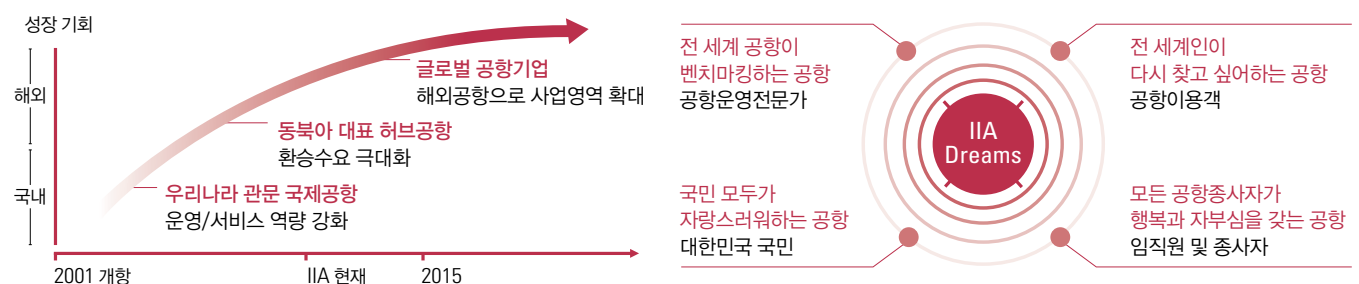 성장 기회
해외
국내
글로벌 공항기업
해외공항으로 사업영역 확대
동북아 대표 허브공항
환승수요 극대화
우리나라 관문 국제공항
운영/서비스 역량 강화
2001 개항
IIA 현재
2015
전 세계 공항이
벤치마킹하는 공항
공항운영전문가
전 세계인이
다시 찾고 싶어하는 공항
공항이용객
IIA
Dreams
국민 모두가
자랑스러워하는 공항
대한민국 국민
모든 공항종사자가
행복과 자부심을 갖는 공항
임직원 및 종사자